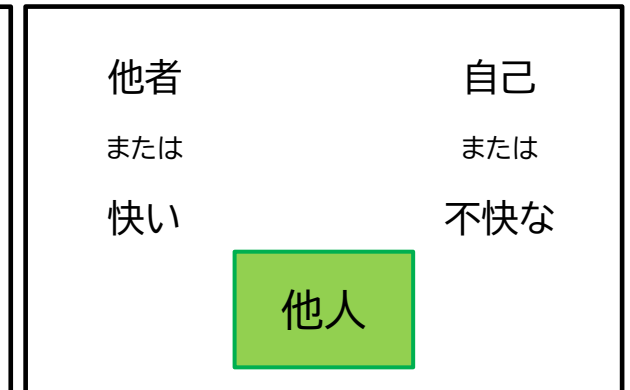 他者 自己
または または
快い 不快な
他人